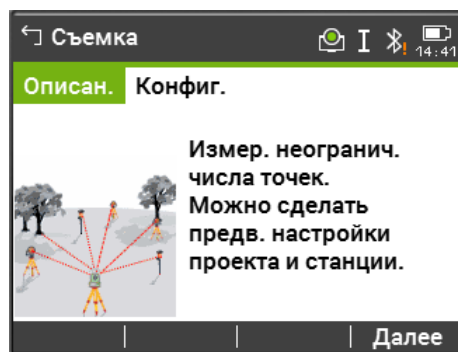 Съемка
I
14:41
Описан. Конфиг.
Измер. неогранич.
числа точек.
Можно сделать
предв. настройки
проекта и станции.
Далее